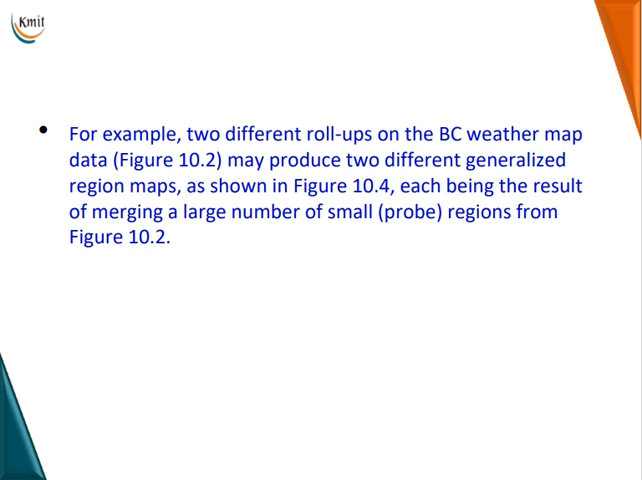 Kmit
• For example, two different roll-ups on the BC weather map
data (Figure 10.2) may produce two different generalized
region maps, as shown in Figure 10.4, each being the result
of merging a large number of small (probe) regions from
Figure 10.2.